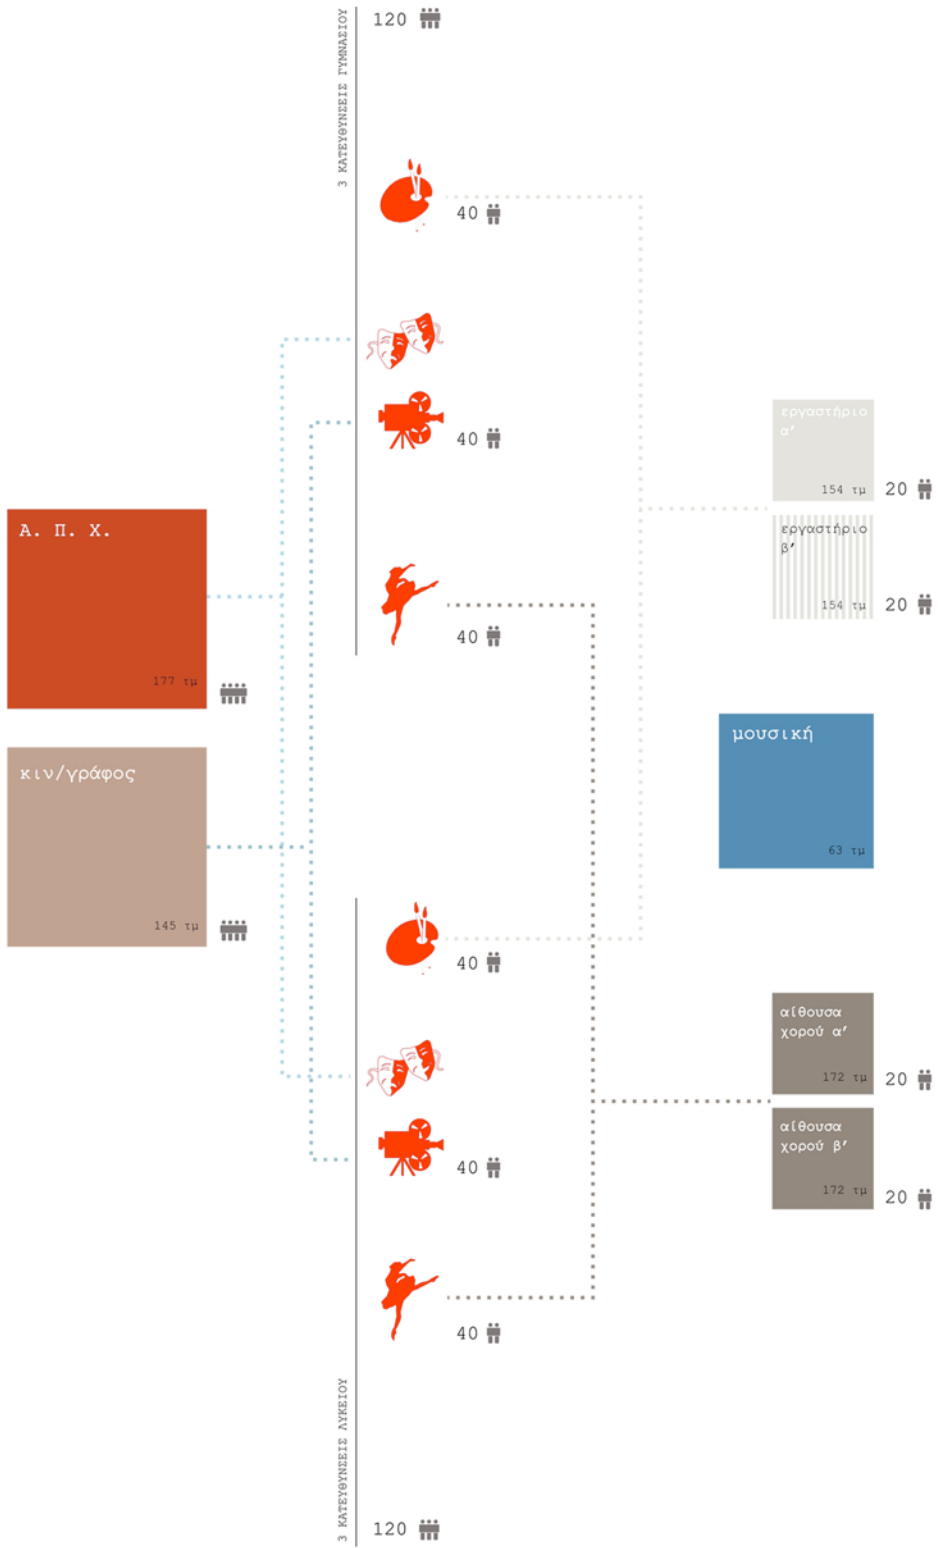 3 ΚΑΤΕΥΘΥΝΣΕΙΣ ΓΥΜΝΑΣΙΟΥ
120
40
40
40
Α. Π. Χ.
177 τμ
κιν/γράφος
145 τμ
εργαστήριο
α’
154 τμ
20
εργαστήριο
β’
154 τμ
20
μουσική
63 τμ
40
40
40
αίθουσα
χορού α’
172 τμ
20
αίθουσα
χορού β’
172 τμ
20
3 ΚΑΤΕΥΘΥΝΣΕΙΣ ΛΥΚΕΙΟΥ
120